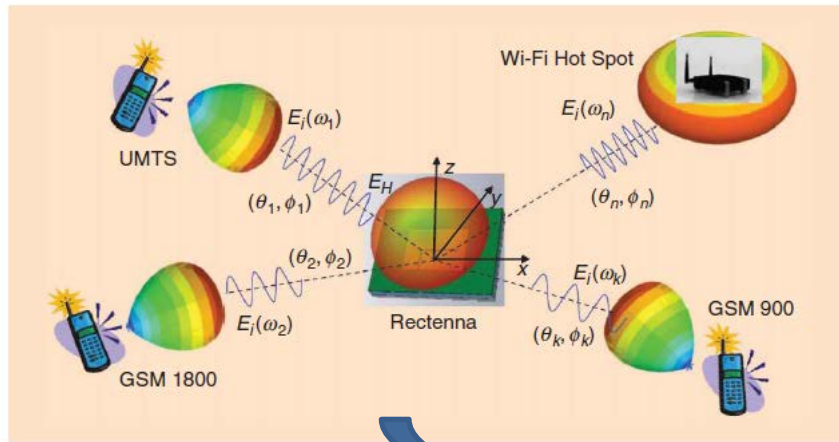 Wi-Fi Hot Spot
Eᵢ(ω₁)
Eᵢ(ωₙ)
UMTS
z
E_H
y
(θ₁, ϕ₁)
(θₙ, ϕₙ)
(θ₂, ϕ₂)
x
Eᵢ(ωₖ)
Eᵢ(ω₂)
GSM 900
Rectenna
(θₖ, ϕₖ)
GSM 1800